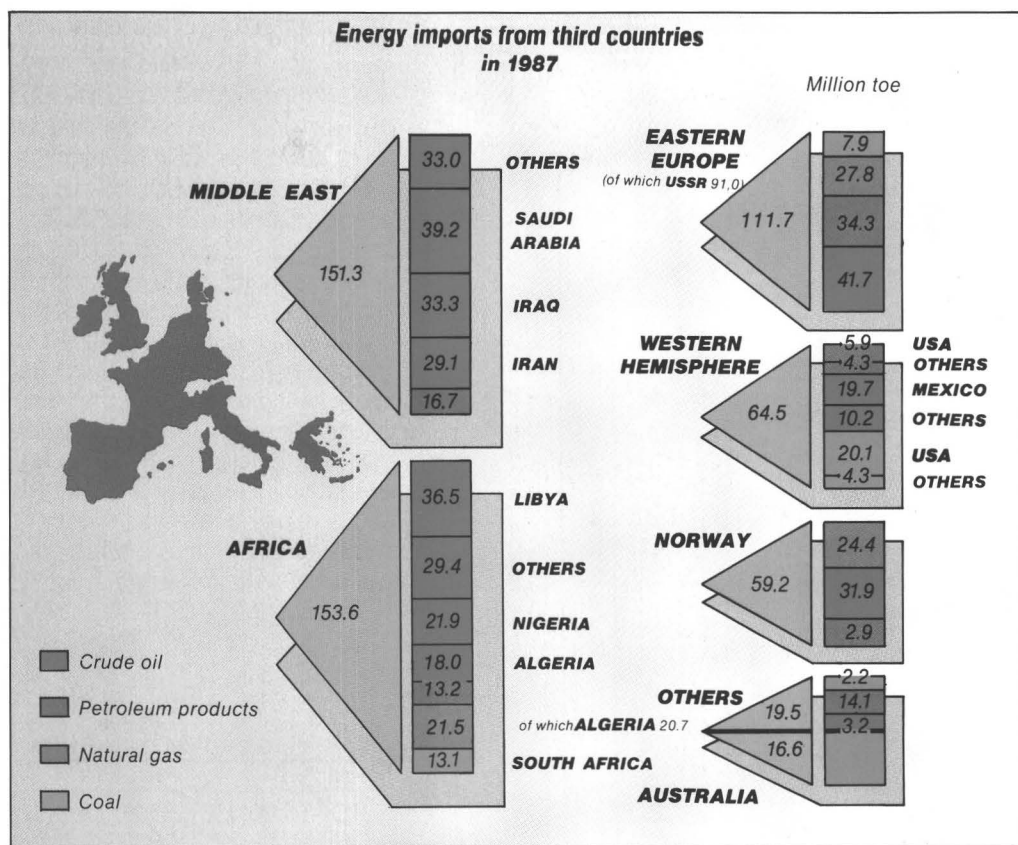 Energy imports from third countries
in 1987
Million toe
MIDDLE EAST
151.3
33.0
OTHERS
39.2
SAUDI
ARABIA
33.3
IRAQ
29.1
IRAN
16.7
AFRICA
153.6
36.5
LIBYA
29.4
OTHERS
21.9
NIGERIA
18.0
ALGERIA
13.2
21.5
13.1
SOUTH AFRICA
Crude oil
Petroleum products
Natural gas
Coal
EASTERN
EUROPE
(of which USSR 91,0)
111.7
7.9
27.8
34.3
41.7
WESTERN
HEMISPHERE
64.5
5.9
USA
4.3
OTHERS
19.7
MEXICO
10.2
OTHERS
20.1
USA
4.3
OTHERS
NORWAY
59.2
24.4
31.9
2.9
OTHERS
of which ALGERIA 20.7
19.5
2.2
14.1
3.2
16.6
AUSTRALIA